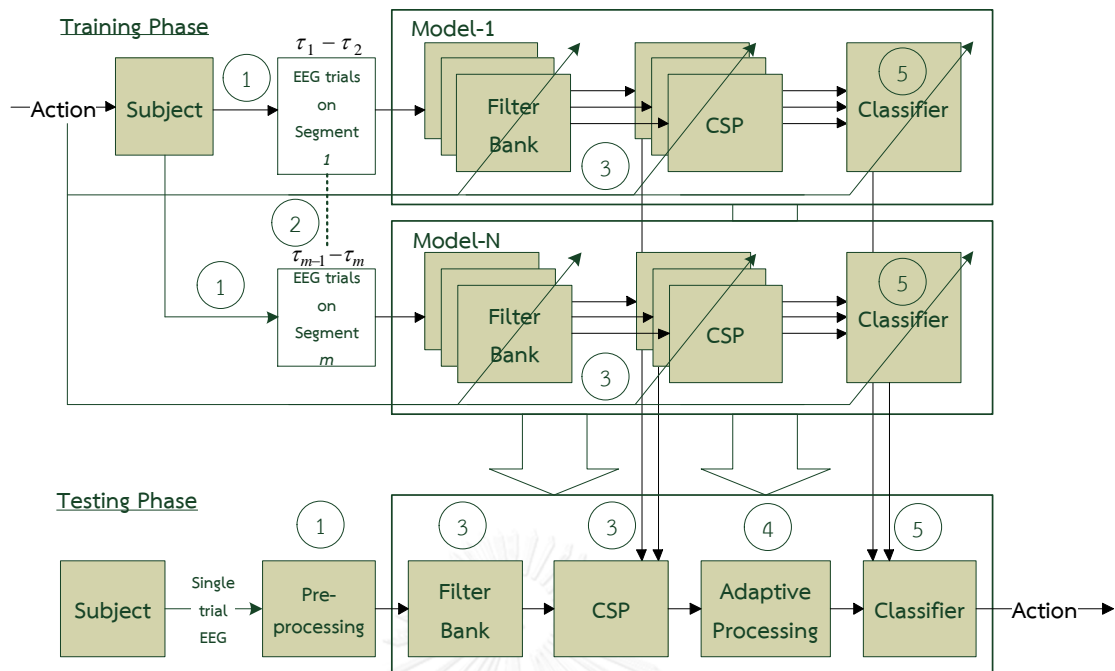 Training Phase
Action
Subject
1
τ₁ − τ₂
EEG trials
on
Segment
1
Model-1
Filter
Bank
3
CSP
5
Classifier
2
1
τₘ₋₁ − τₘ
EEG trials
on
Segment
m
Model-N
Filter
Bank
3
CSP
5
Classifier
Testing Phase
Subject
Single
trial
EEG
1
Pre-
processing
3
Filter
Bank
3
CSP
4
Adaptive
Processing
5
Classifier
Action